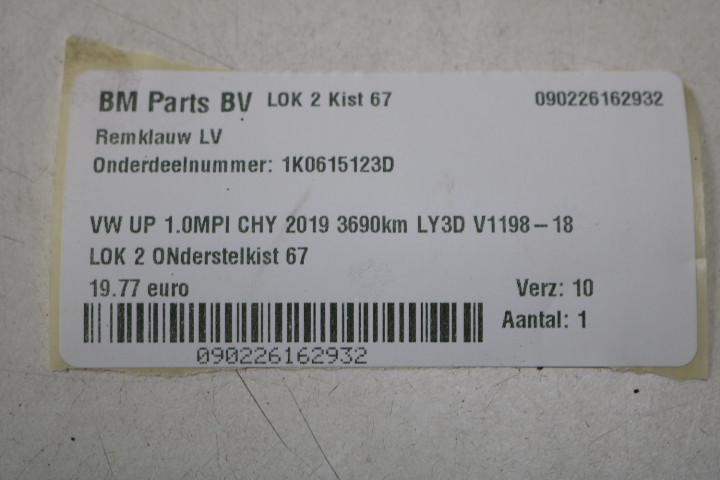 BM Parts BV LOK 2 Kist 67 090226162932
Remklauw LV
Onderdeelnummer: 1K0615123D
VW UP 1.0MPI CHY 2019 3690km LY3D V1198-18
LOK 2 ONderstelkist 67
19.77 euro Verz: 10
Aantal: 1
090226162932